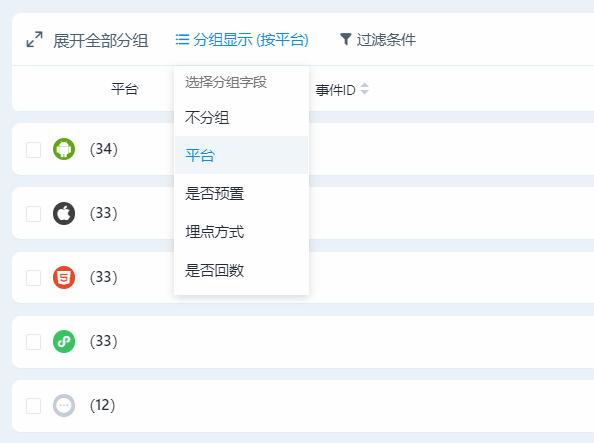 展开全部分组 分组显示 (按平台) 过滤条件
平台 选择分组字段 事件ID
不分组
平台
是否预置
埋点方式
是否回数
(34)
(33)
(33)
(33)
(12)